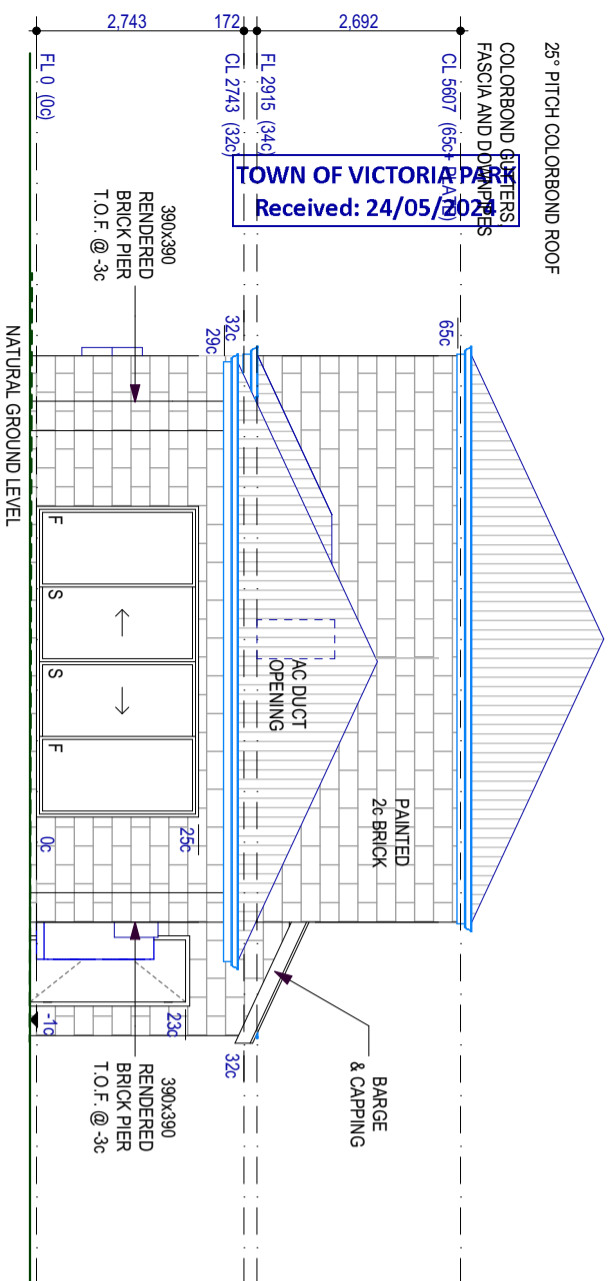 25° PITCH COLORBOND ROOF
COLORBOND GUTTERS,
FASCIA AND DOWNPIPES
TOWN OF VICTORIA PARK
Received: 24/05/2024
CL 5607 (65c+ PLATE)
FL 2915 (34c)
CL 2743 (32c)
FL 0 (0c)
2,692
172
2,743
65c
32c
29c
390x390
RENDERED
BRICK PIER
T.O.F. @ -3c
NATURAL GROUND LEVEL
F
S
S
F
AC DUCT
OPENING
PAINTED
2c BRICK
25c
0c
23c
-1c
32c
BARGE
& CAPPING
390x390
RENDERED
BRICK PIER
T.O.F. @ -3c